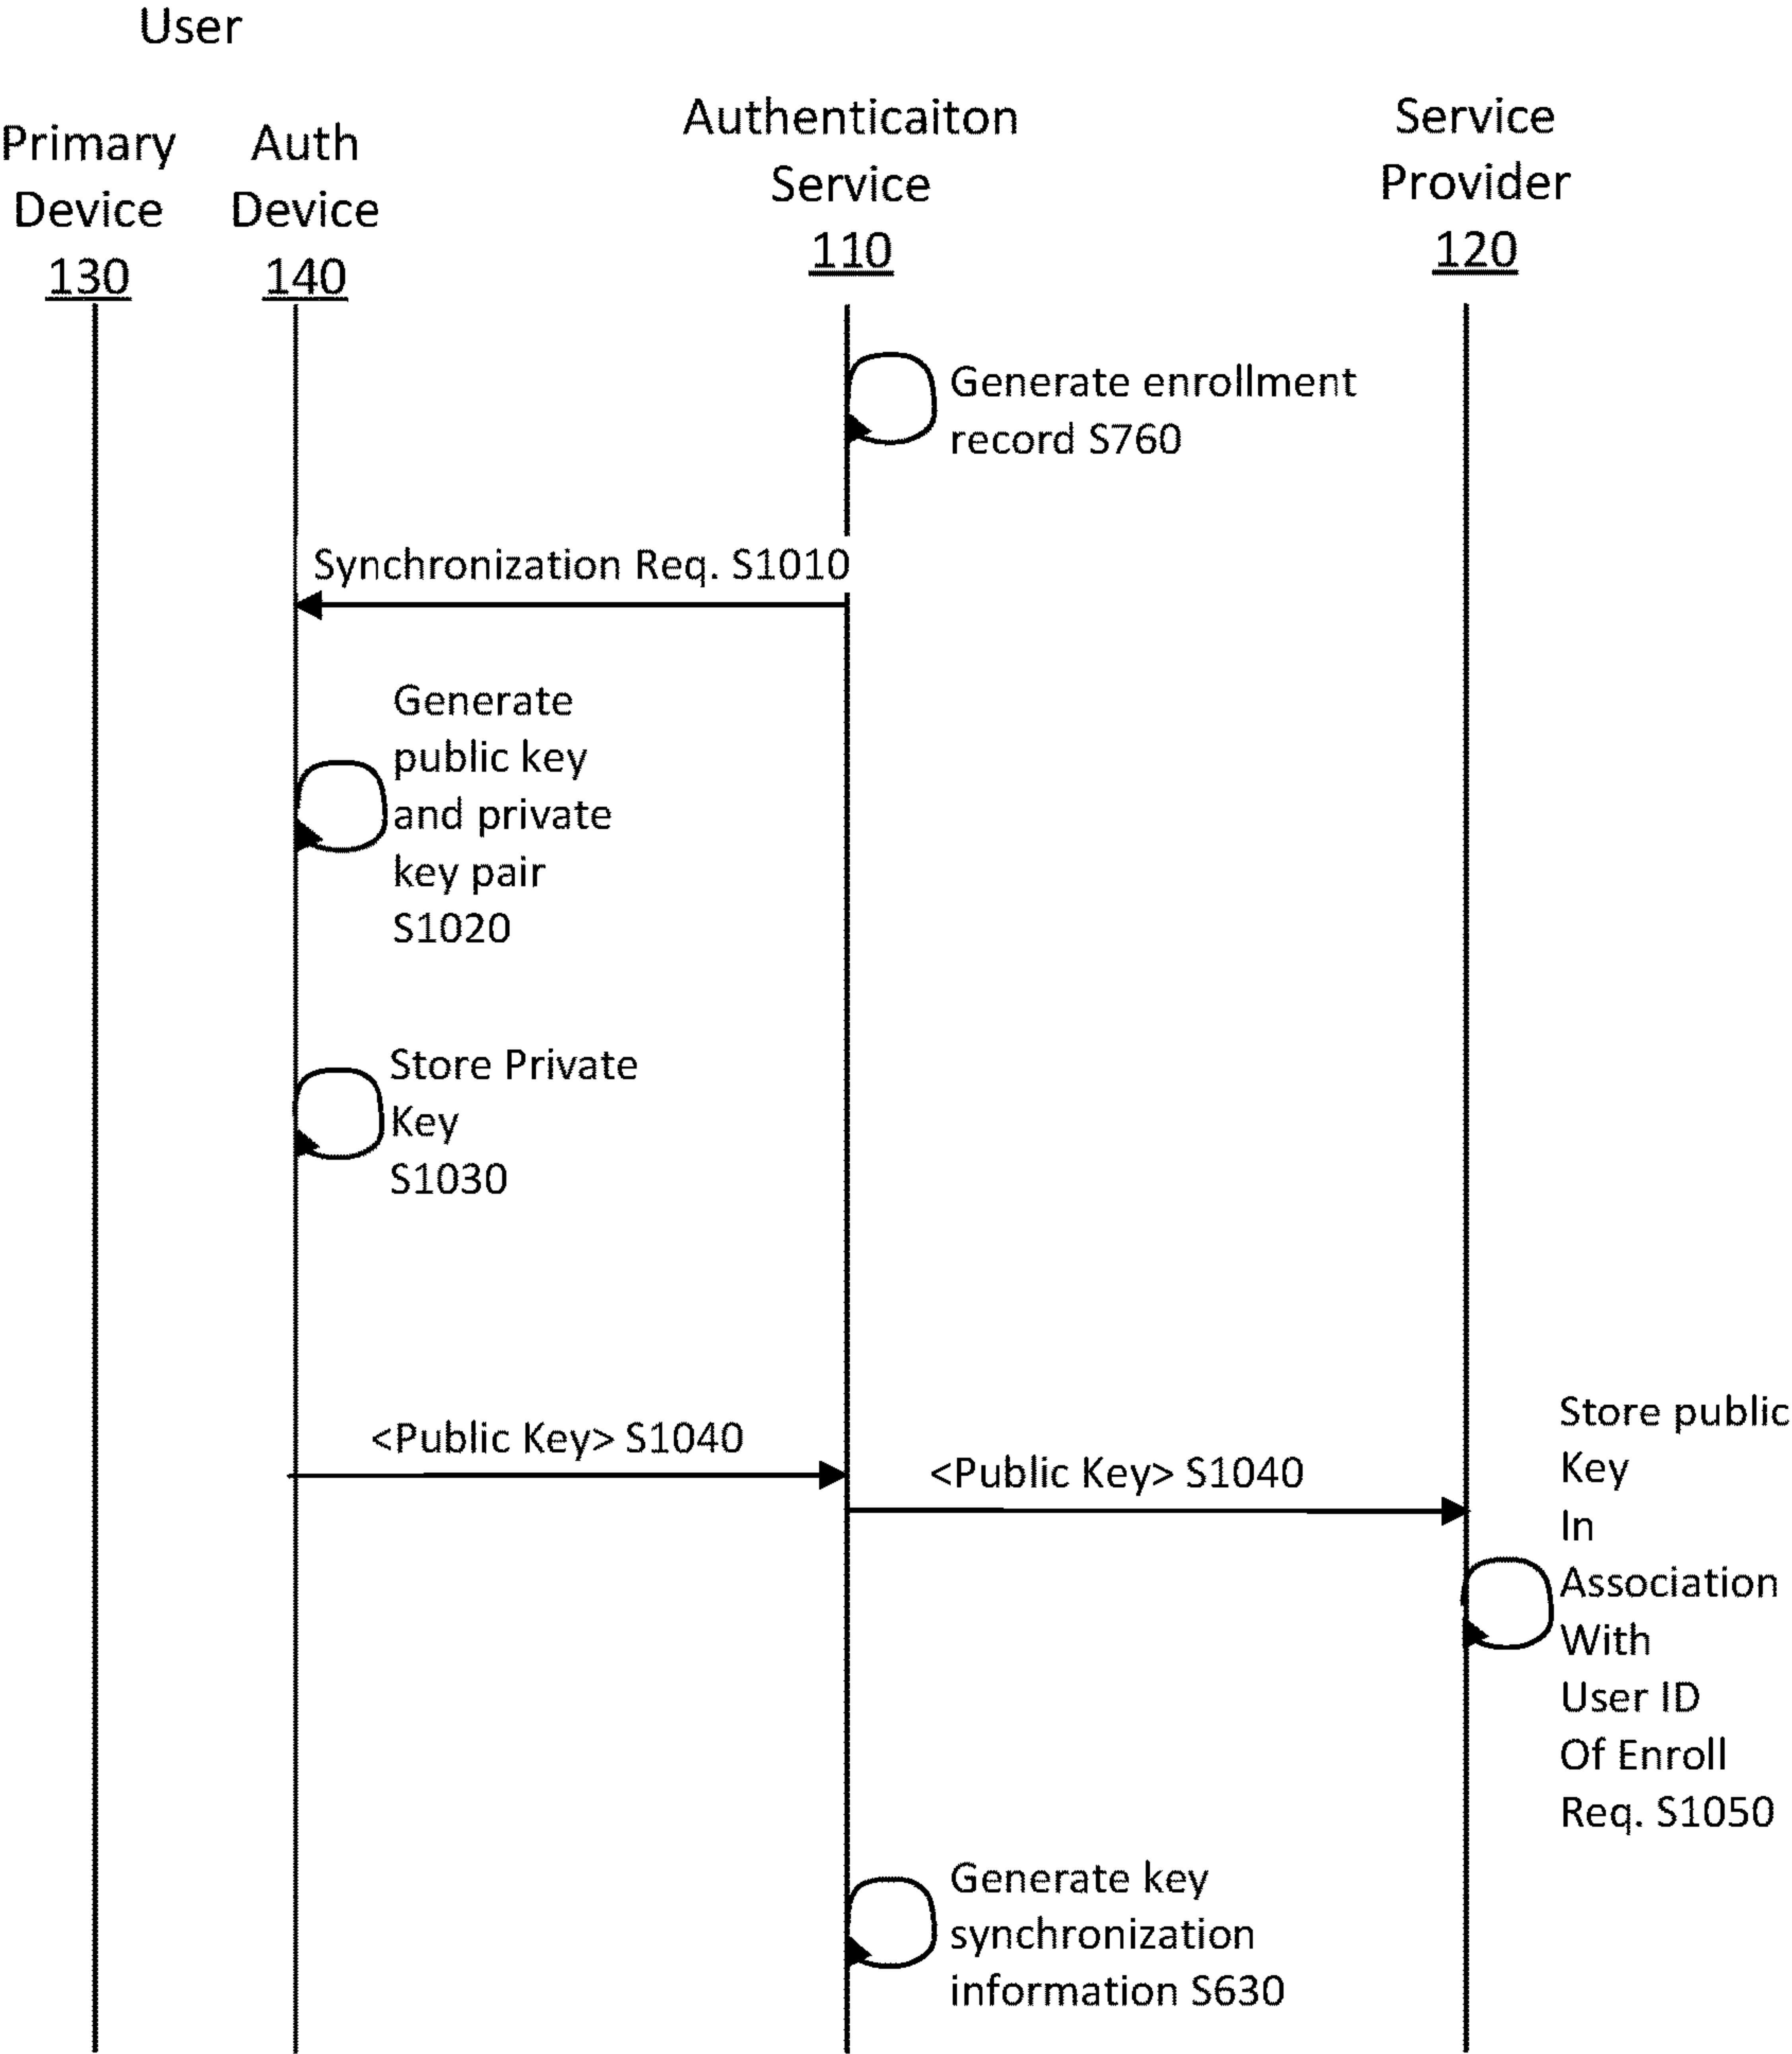 User
Primary
Device
130
Auth
Device
140
Authenticaiton
Service
110
Service
Provider
120
Generate enrollment
record S760
Synchronization Req. S1010
Generate
public key
and private
key pair
S1020
Store Private
Key
S1030
<Public Key> S1040
<Public Key> S1040
Store public
Key
In
Association
With
User ID
Of Enroll
Req. S1050
Generate key
synchronization
information S630